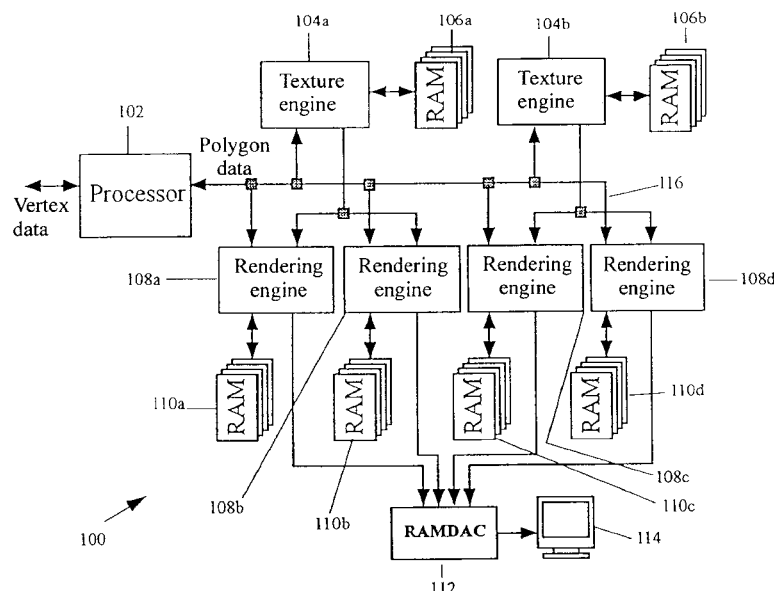 104a
106a
104b
106b
Texture
engine
RAM
Texture
engine
RAM
102
Polygon
data
Processor
Vertex
data
116
108a
Rendering
engine
Rendering
engine
Rendering
engine
Rendering
engine
108d
110a
RAM
RAM
RAM
RAM
110d
108b
110b
110c
108c
100
RAMDAC
114
112